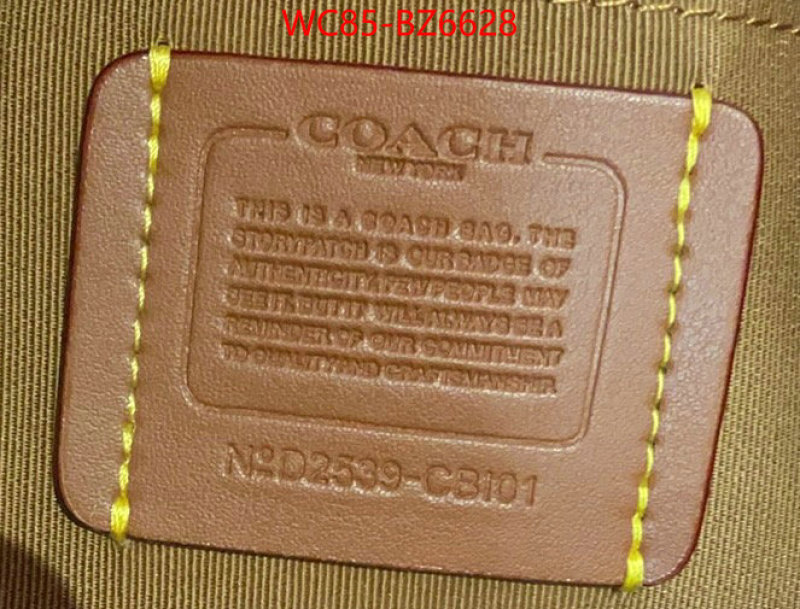 WC85-BZ6628
COACH
NEW YORK
THIS IS A COACH BAG. THE
STORYPATCH IS OUR BADGE OF
AUTHENTICITY. FEW PEOPLE MAY
SEE IT, BUT IT WILL ALWAYS BE A
REMINDER OF OUR COMMITMENT
TO QUALITY AND CRAFTSMANSHIP.
Nº D2539-CB101